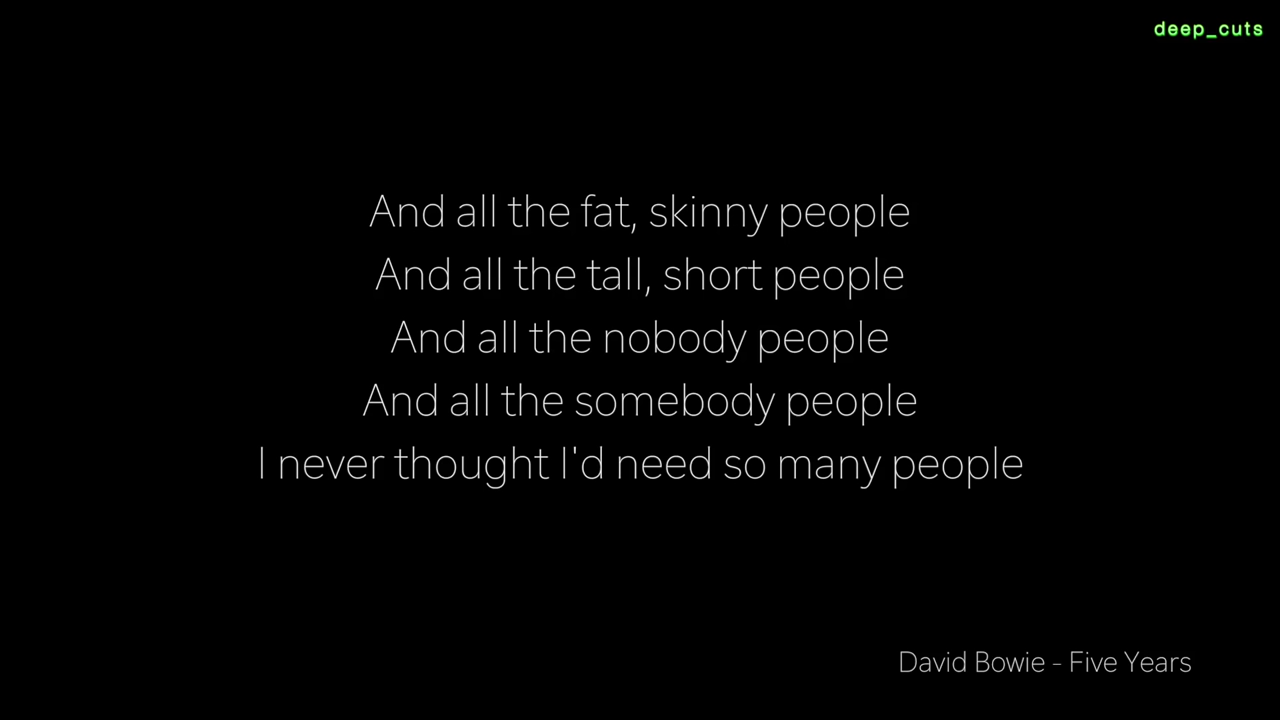 deep_cuts
And all the fat, skinny people
And all the tall, short people
And all the nobody people
And all the somebody people
I never thought I'd need so many people
David Bowie - Five Years